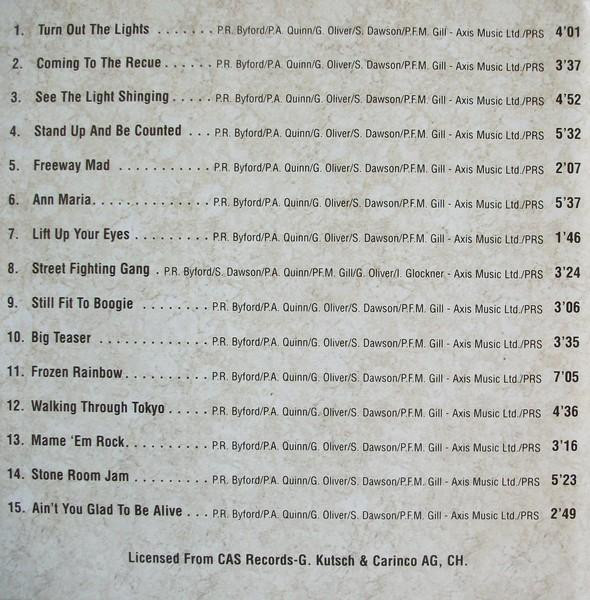 1. Turn Out The Lights . . . . . . . P.R. Byford/P.A. Quinn/G. Oliver/S. Dawson/P.F.M. Gill - Axis Music Ltd./PRS 4'01
2. Coming To The Recue . . . . . . P.R. Byford/P.A. Quinn/G. Oliver/S. Dawson/P.F.M. Gill - Axis Music Ltd./PRS 3'37
3. See The Light Shinging . . . . . P.R. Byford/P.A. Quinn/G. Oliver/S. Dawson/P.F.M. Gill - Axis Music Ltd./PRS 4'52
4. Stand Up And Be Counted . . . P.R. Byford/P.A. Quinn/G. Oliver/S. Dawson/P.F.M. Gill - Axis Music Ltd./PRS 5'32
5. Freeway Mad . . . . . . . . . . . P.R. Byford/P.A. Quinn/G. Oliver/S. Dawson/P.F.M. Gill - Axis Music Ltd./PRS 2'07
6. Ann Maria. . . . . . . . . . . . . . P.R. Byford/P.A. Quinn/G. Oliver/S. Dawson/P.F.M. Gill - Axis Music Ltd./PRS 5'37
7. Lift Up Your Eyes . . . . . . . . . P.R. Byford/P.A. Quinn/G. Oliver/S. Dawson/P.F.M. Gill - Axis Music Ltd./PRS 1'46
8. Street Fighting Gang . P.R. Byford/S. Dawson/P.A. Quinn/PF.M. Gill/G. Oliver/I. Glockner - Axis Music Ltd./PRS 3'24
9. Still Fit To Boogie . . . . . . . . P.R. Byford/P.A. Quinn/G. Oliver/S. Dawson/P.F.M. Gill - Axis Music Ltd./PRS 3'06
10. Big Teaser . . . . . . . . . . . . . P.R. Byford/P.A. Quinn/G. Oliver/S. Dawson/P.F.M. Gill - Axis Music Ltd./PRS 3'35
11. Frozen Rainbow . . . . . . . . . . P.R. Byford/P.A. Quinn/G. Oliver/S. Dawson/P.F.M. Gill - Axis Music Ltd./PRS 7'05
12. Walking Through Tokyo . . . . . P.R. Byford/P.A. Quinn/G. Oliver/S. Dawson/P.F.M. Gill - Axis Music Ltd./PRS 4'36
13. Mame 'Em Rock. . . . . . . . . . P.R. Byford/P.A. Quinn/G. Oliver/S. Dawson/P.F.M. Gill - Axis Music Ltd./PRS 3'16
14. Stone Room Jam . . . . . . . . . P.R. Byford/P.A. Quinn/G. Oliver/S. Dawson/P.F.M. Gill - Axis Music Ltd./PRS 5'23
15. Ain't You Glad To Be Alive . . . P.R. Byford/P.A. Quinn/G. Oliver/S. Dawson/P.F.M. Gill - Axis Music Ltd./PRS 2'49
Licensed From CAS Records-G. Kutsch & Carinco AG, CH.